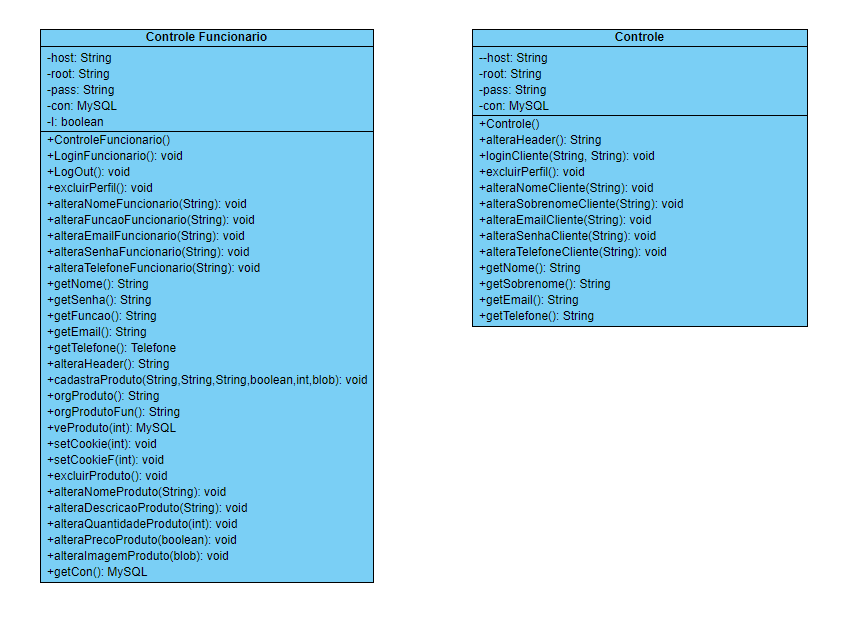 Controle Funcionario
-host: String
-root: String
-pass: String
-con: MySQL
-l: boolean
+ControleFuncionario()
+LoginFuncionario(): void
+LogOut(): void
+excluirPerfil(): void
+alteraNomeFuncionario(String): void
+alteraFuncaoFuncionario(String): void
+alteraEmailFuncionario(String): void
+alteraSenhaFuncionario(String): void
+alteraTelefoneFuncionario(String): void
+getNome(): String
+getSenha(): String
+getFuncao(): String
+getEmail(): String
+getTelefone(): Telefone
+alteraHeader(): String
+cadastraProduto(String,String,String,boolean,int,blob): void
+orgProduto(): String
+orgProdutoFun(): String
+veProduto(int): MySQL
+setCookie(int): void
+setCookieF(int): void
+excluirProduto(): void
+alteraNomeProduto(String): void
+alteraDescricaoProduto(String): void
+alteraQuantidadeProduto(int): void
+alteraPrecoProduto(boolean): void
+alteraImagemProduto(blob): void
+getCon(): MySQL
Controle
--host: String
-root: String
-pass: String
-con: MySQL
+Controle()
+alteraHeader(): String
+loginCliente(String, String): void
+excluirPerfil(): void
+alteraNomeCliente(String): void
+alteraSobrenomeCliente(String): void
+alteraEmailCliente(String): void
+alteraSenhaCliente(String): void
+alteraTelefoneCliente(String): void
+getNome(): String
+getSobrenome(): String
+getEmail(): String
+getTelefone(): String